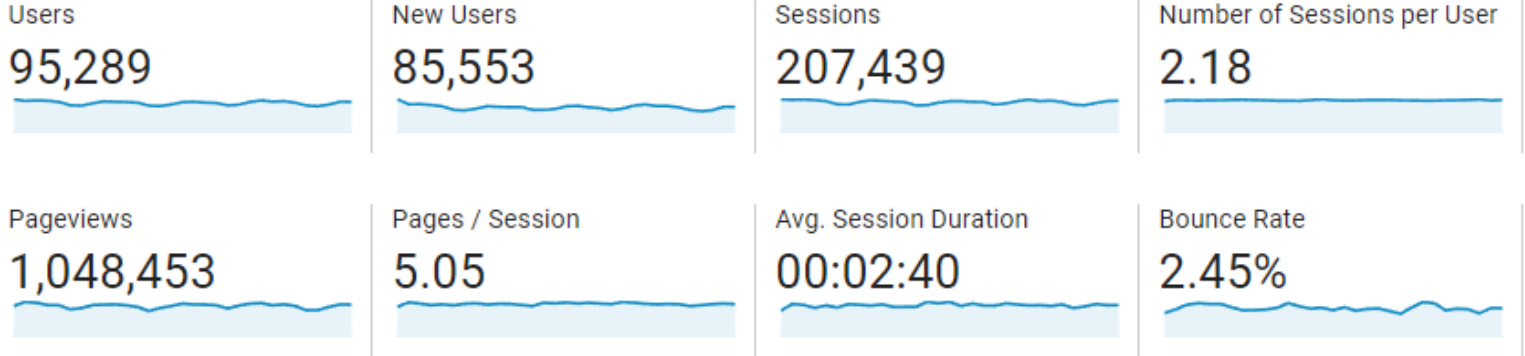 Users
95,289
New Users
85,553
Sessions
207,439
Number of Sessions per User
2.18
Pageviews
1,048,453
Pages / Session
5.05
Avg. Session Duration
00:02:40
Bounce Rate
2.45%